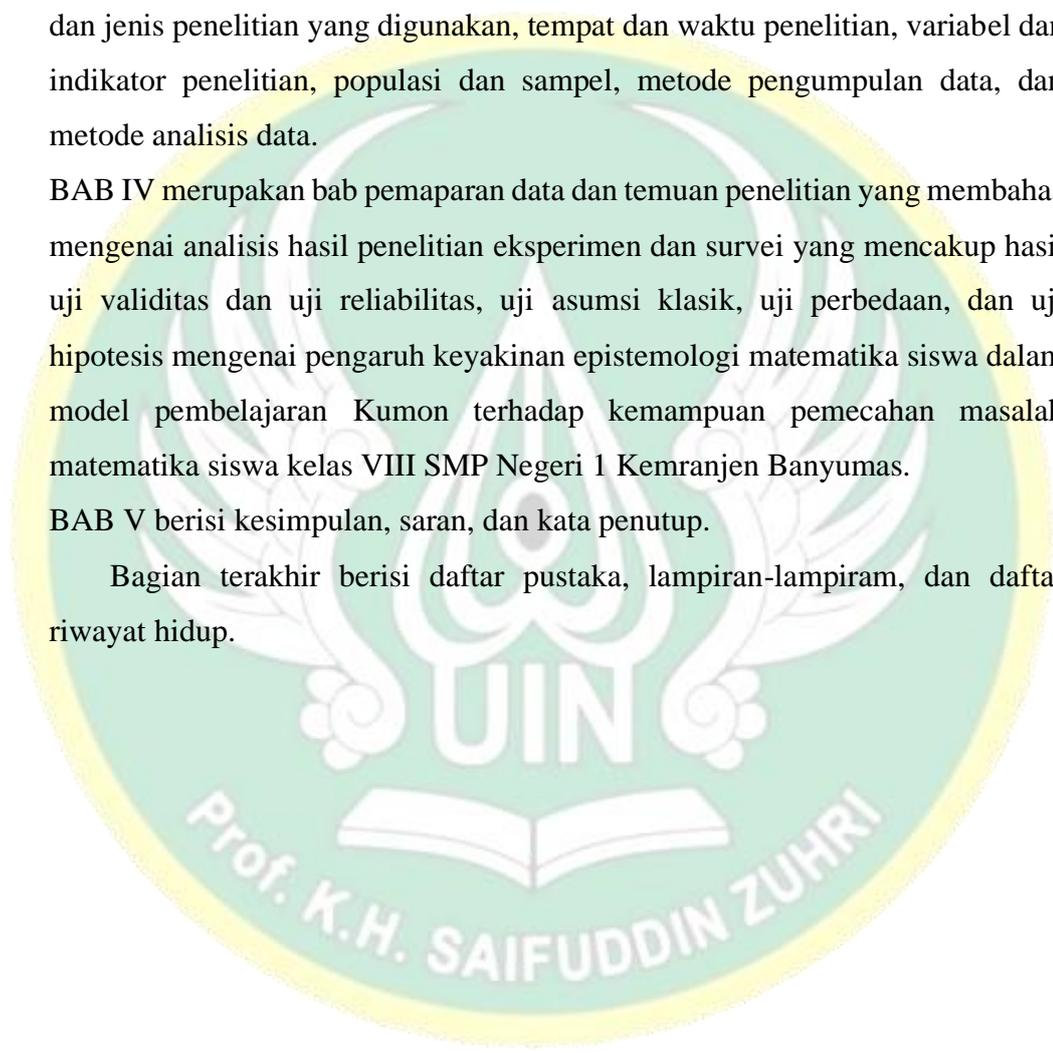 dan jenis penelitian yang digunakan, tempat dan waktu penelitian, variabel dan
indikator penelitian, populasi dan sampel, metode pengumpulan data, dan
metode analisis data.
BAB IV merupakan bab pemaparan data dan temuan penelitian yang membaha
mengenai analisis hasil penelitian eksperimen dan survei yang mencakup hasi
uji validitas dan uji reliabilitas, uji asumsi klasik, uji perbedaan, dan uj
hipotesis mengenai pengaruh keyakinan epistemologi matematika siswa dalam
model pembelajaran Kumon terhadap kemampuan pemecahan masalah
matematika siswa kelas VIII SMP Negeri 1 Kemranjen Banyumas.
BAB V berisi kesimpulan, saran, dan kata penutup.
Bagian terakhir berisi daftar pustaka, lampiran-lampiram, dan dafta
riwayat hidup.
UIN
Prof. K.H. SAIFUDDIN ZUHRI